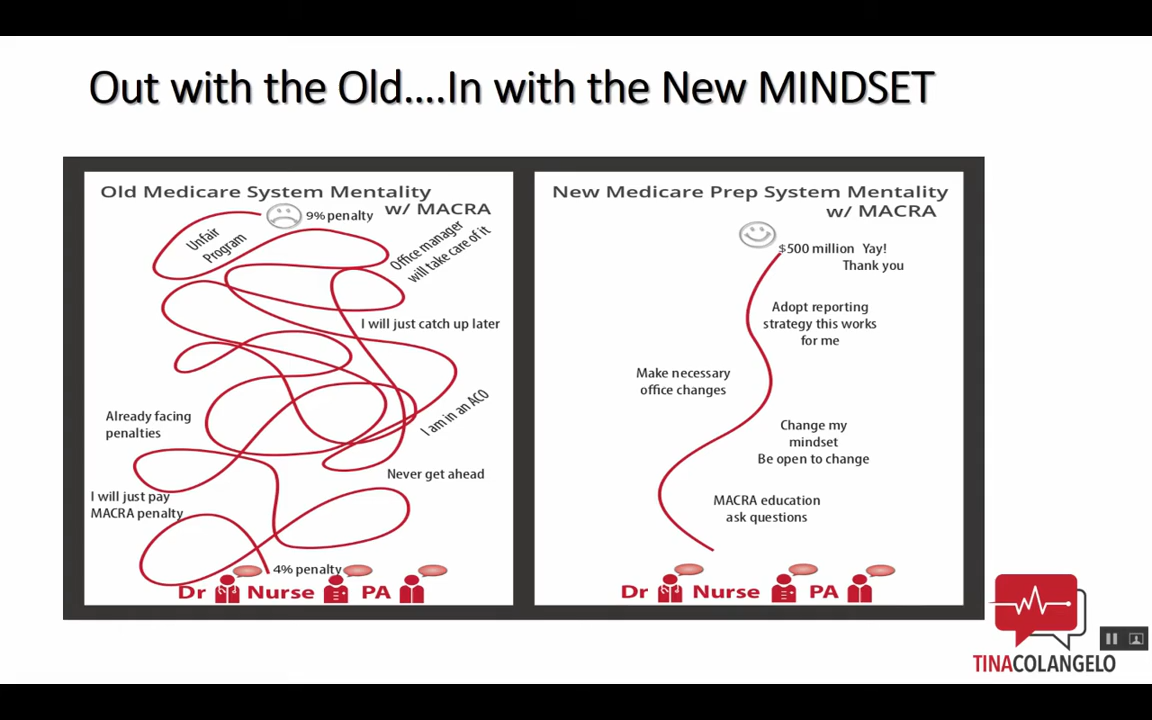 Out with the Old....In with the New MINDSET
Old Medicare System Mentality
w/ MACRA
9% penalty
Unfair
Program
Office manager
will take care of it
I will just catch up later
I am in an ACO
Already facing
penalties
Never get ahead
I will just pay
MACRA penalty
4% penalty
Dr Nurse PA
New Medicare Prep System Mentality
w/ MACRA
$500 million Yay!
Thank you
Adopt reporting
strategy this works
for me
Make necessary
office changes
Change my
mindset
Be open to change
MACRA education
ask questions
Dr Nurse PA
TINACOLANGELO